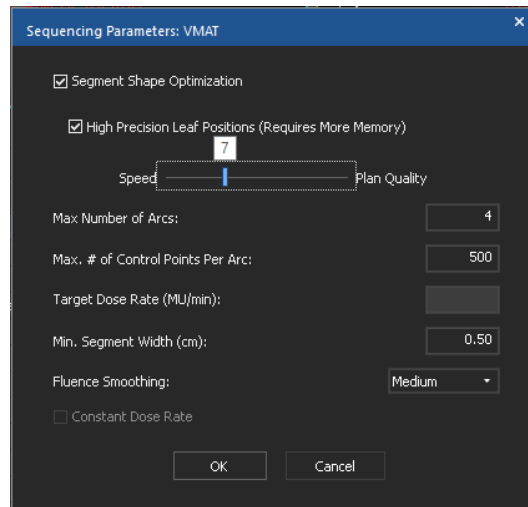 Sequencing Parameters: VMAT
Segment Shape Optimization
High Precision Leaf Positions (Requires More Memory)
7
Speed Plan Quality
Max Number of Arcs: 4
Max. # of Control Points Per Arc: 500
Target Dose Rate (MU/min):
Min. Segment Width (cm): 0.50
Fluence Smoothing: Medium
Constant Dose Rate
OK Cancel